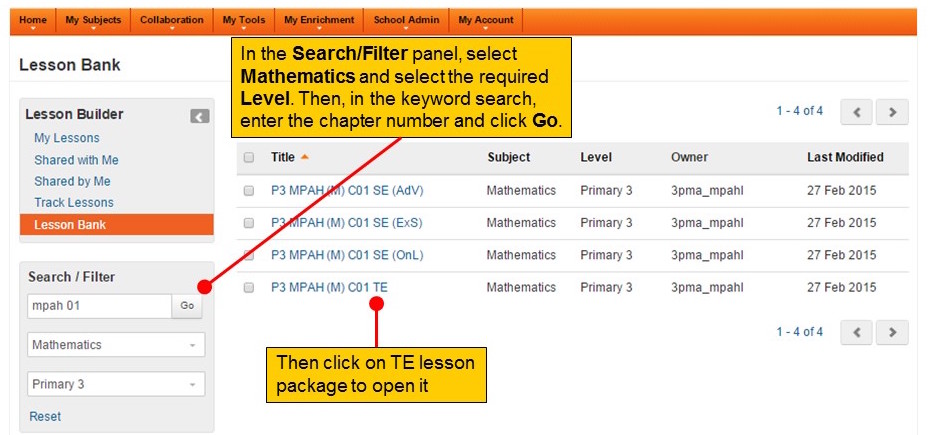 Home My Subjects Collaboration My Tools My Enrichment School Admin My Account
Lesson Bank
In the Search/Filter panel, select
Mathematics and select the required
Level. Then, in the keyword search,
enter the chapter number and click Go.
Lesson Builder
My Lessons
Shared with Me
Shared by Me
Track Lessons
Lesson Bank
1 - 4 of 4
Title Subject Level Owner Last Modified
P3 MPAH (M) C01 SE (AdV) Mathematics Primary 3 3pma_mpahl 27 Feb 2015
P3 MPAH (M) C01 SE (ExS) Mathematics Primary 3 3pma_mpahl 27 Feb 2015
P3 MPAH (M) C01 SE (OnL) Mathematics Primary 3 3pma_mpahl 27 Feb 2015
P3 MPAH (M) C01 TE Mathematics Primary 3 3pma_mpahl 27 Feb 2015
1 - 4 of 4
Search / Filter
mpah 01 Go
Mathematics
Primary 3
Reset
Then click on TE lesson
package to open it